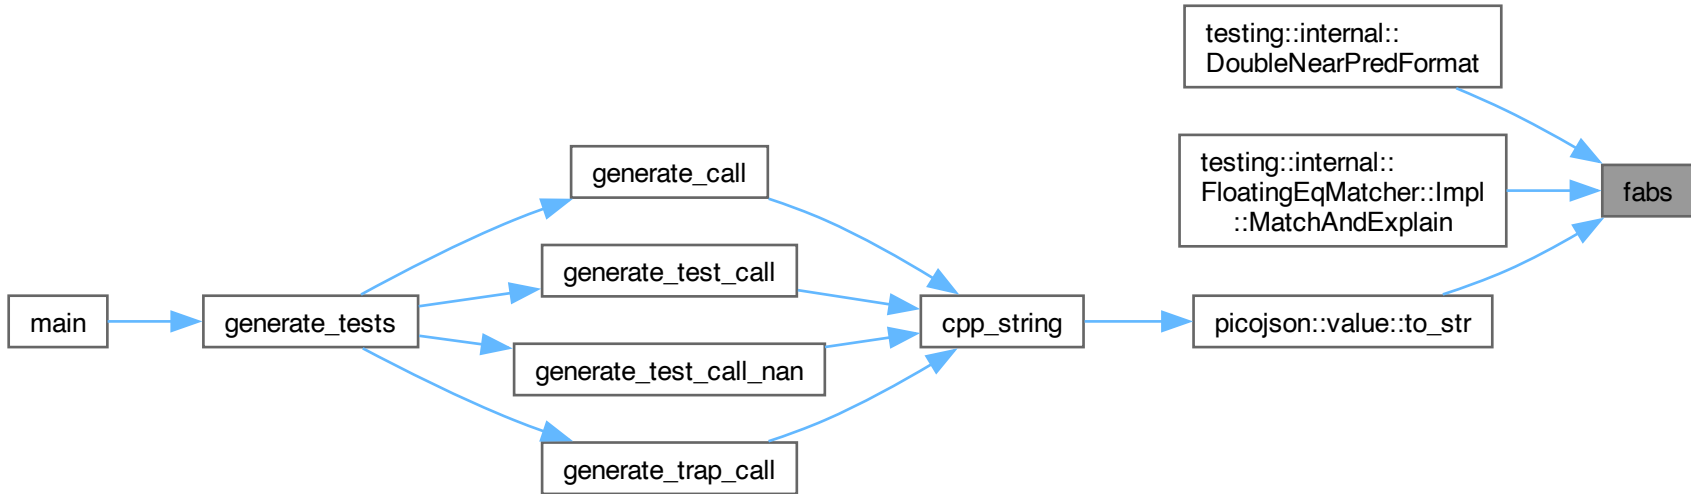 testing::internal::
DoubleNearPredFormat
testing::internal::
FloatingEqMatcher::Impl
::MatchAndExplain
fabs
generate_call
generate_test_call
main
generate_tests
cpp_string
picojson::value::to_str
generate_test_call_nan
generate_trap_call